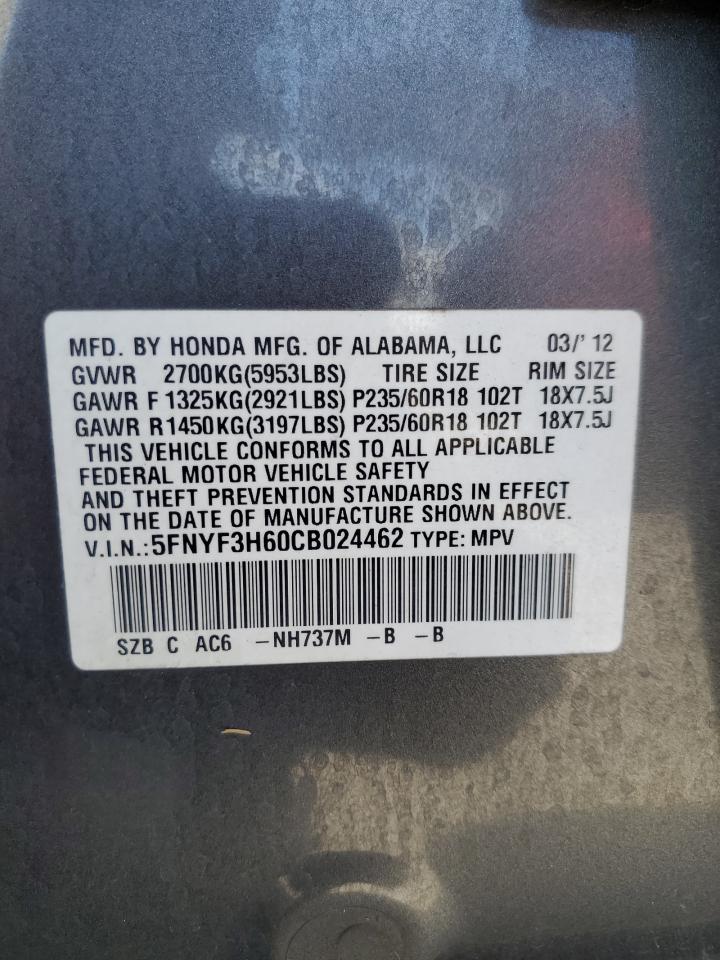 MFD. BY HONDA MFG. OF ALABAMA, LLC 03/' 12
GVWR 2700KG(5953LBS) TIRE SIZE RIM SIZE
GAWR F 1325KG(2921LBS) P235/60R18 102T 18X7.5J
GAWR R1450KG(3197LBS) P235/60R18 102T 18X7.5J
THIS VEHICLE CONFORMS TO ALL APPLICABLE
FEDERAL MOTOR VEHICLE SAFETY
AND THEFT PREVENTION STANDARDS IN EFFECT
ON THE DATE OF MANUFACTURE SHOWN ABOVE.
V.I.N.:5FNYF3H60CB024462 TYPE: MPV
SZB C AC6 -NH737M -B -B